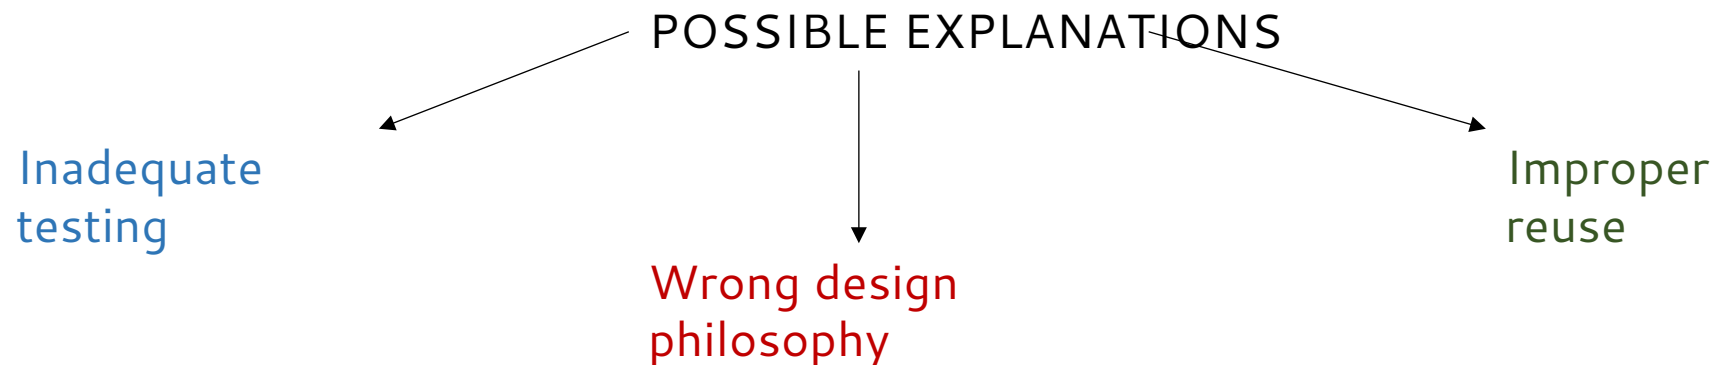 POSSIBLE EXPLANATIONS
Inadequate
testing
Wrong design
philosophy
Improper
reuse